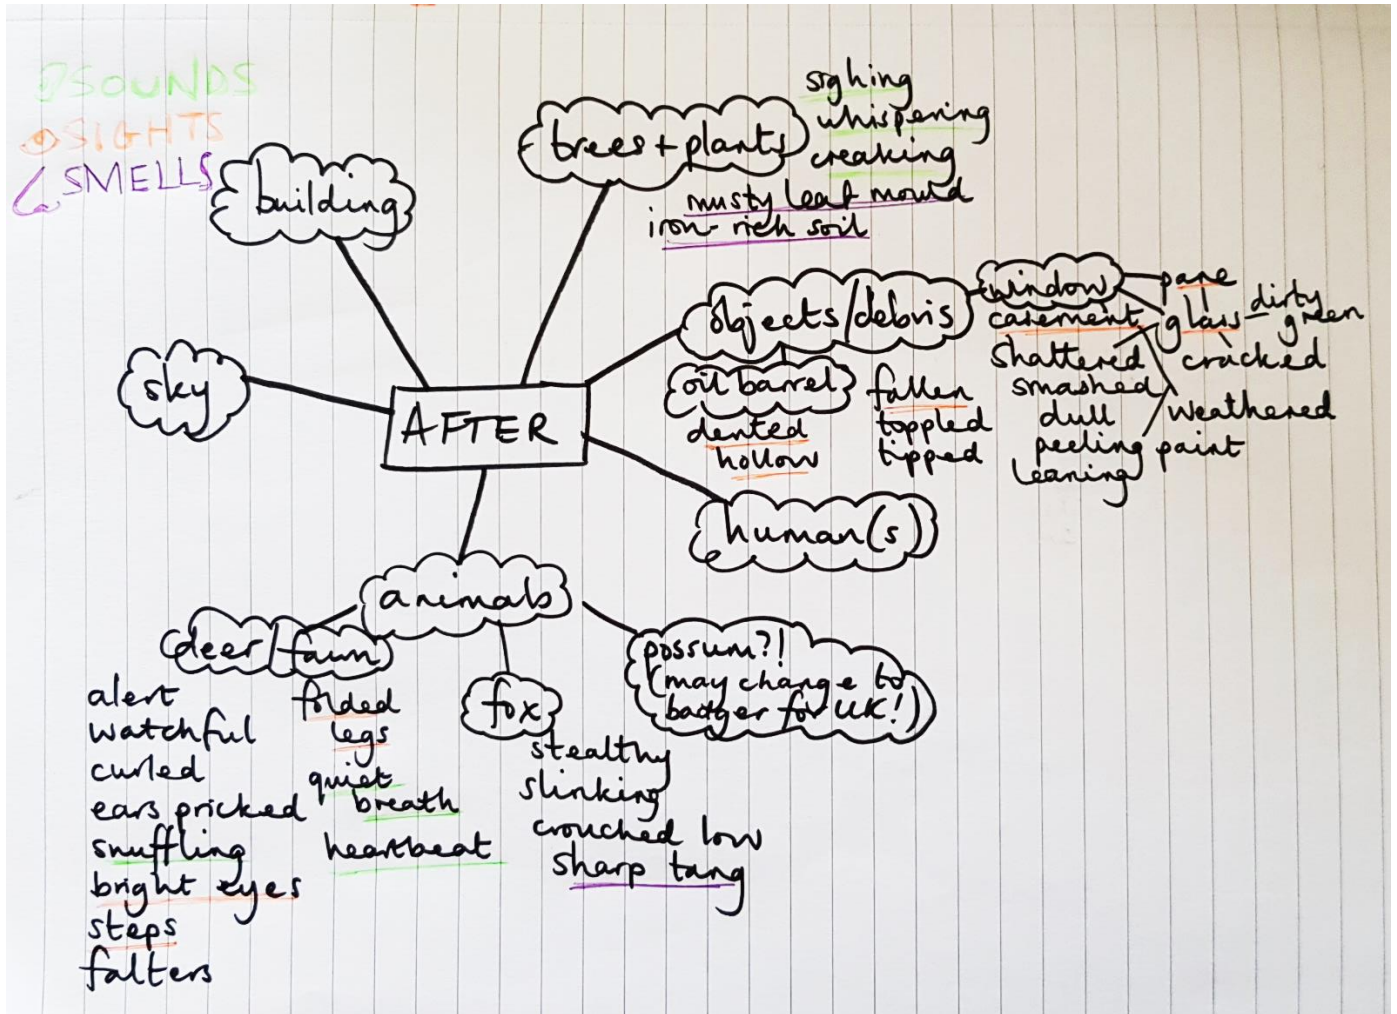 SOUNDS
SIGHTS
SMELLS
building
trees + plants
sighing
whispering
creaking
musty leaf mould
iron-rich soil
objects/debris
window
pane
casement
glass
dirty
green
shattered
cracked
smashed
dull
weathered
peeling paint
leaning
oil barrel
dented
hollow
fallen
toppled
tipped
sky
AFTER
human(s)
animals
deer/fawn
alert
watchful
curled
ears pricked
snuffling
bright eyes
steps
falters
folded
legs
quiet
breath
heartbeat
fox
stealthy
slinking
crouched low
sharp tang
possum?!
(may change to
badger for UK!)